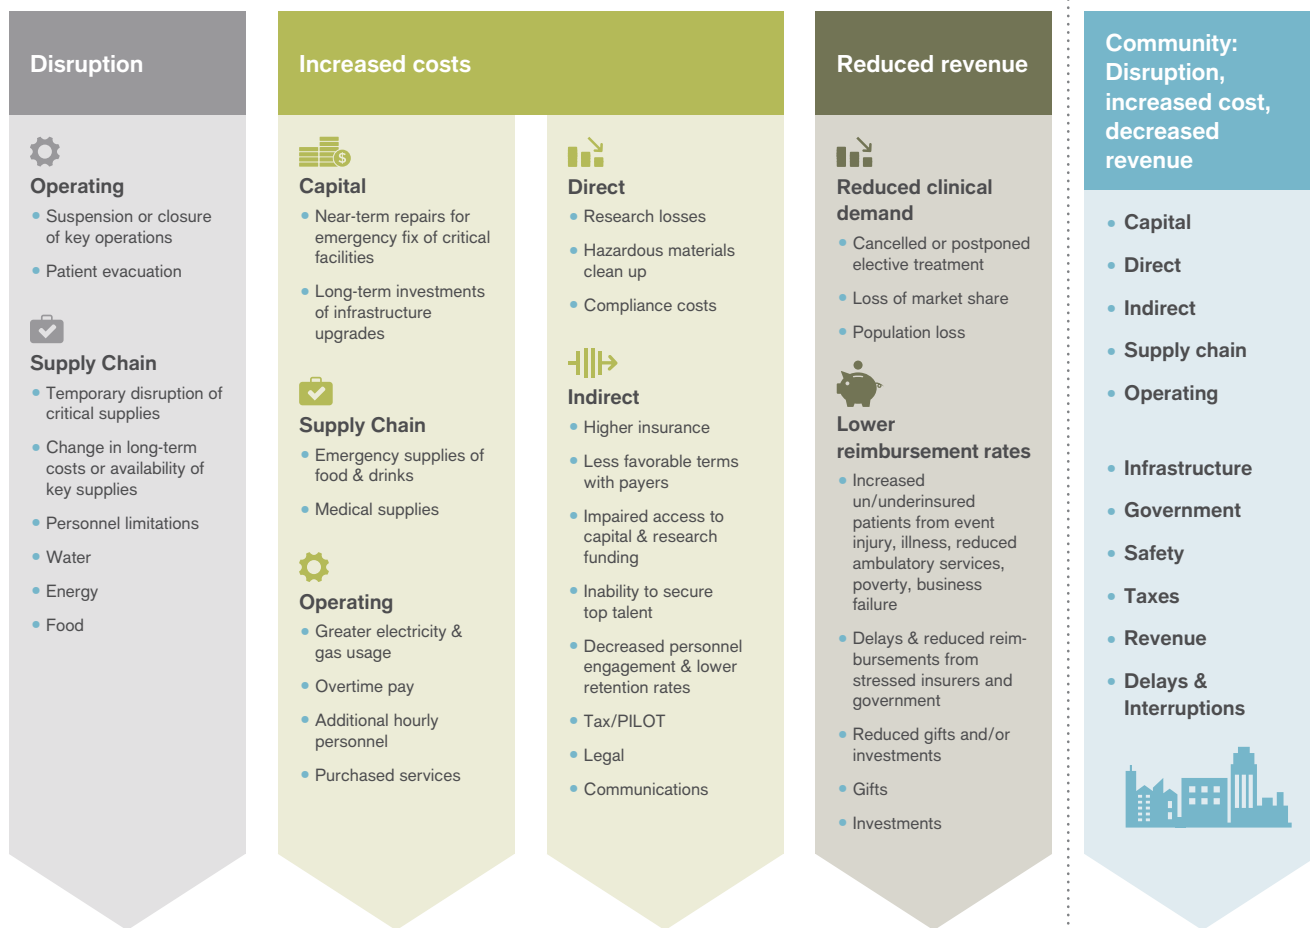 Disruption
Operating
Suspension or closure
of key operations
Patient evacuation
Supply Chain
Temporary disruption of
critical supplies
Change in long-term
costs or availability of
key supplies
Personnel limitations
Water
Energy
Food
Increased costs
$
Capital
Near-term repairs for
emergency fix of critical
facilities
Long-term investments
of infrastructure
upgrades
Supply Chain
Emergency supplies of
food & drinks
Medical supplies
Operating
Greater electricity &
gas usage
Overtime pay
Additional hourly
personnel
Purchased services
Direct
Research losses
Hazardous materials
clean up
Compliance costs
Indirect
Higher insurance
Less favorable terms
with payers
Impaired access to
capital & research
funding
Inability to secure
top talent
Decreased personnel
engagement & lower
retention rates
Tax/PILOT
Legal
Communications
Reduced revenue
Reduced clinical
demand
Cancelled or postponed
elective treatment
Loss of market share
Population loss
Lower
reimbursement rates
Increased
un/underinsured
patients from event
injury, illness, reduced
ambulatory services,
poverty, business
failure
Delays & reduced reim-
bursements from
stressed insurers and
government
Reduced gifts and/or
investments
Gifts
Investments
Community:
Disruption,
increased cost,
decreased
revenue
Capital
Direct
Indirect
Supply chain
Operating
Infrastructure
Government
Safety
Taxes
Revenue
Delays &
Interruptions